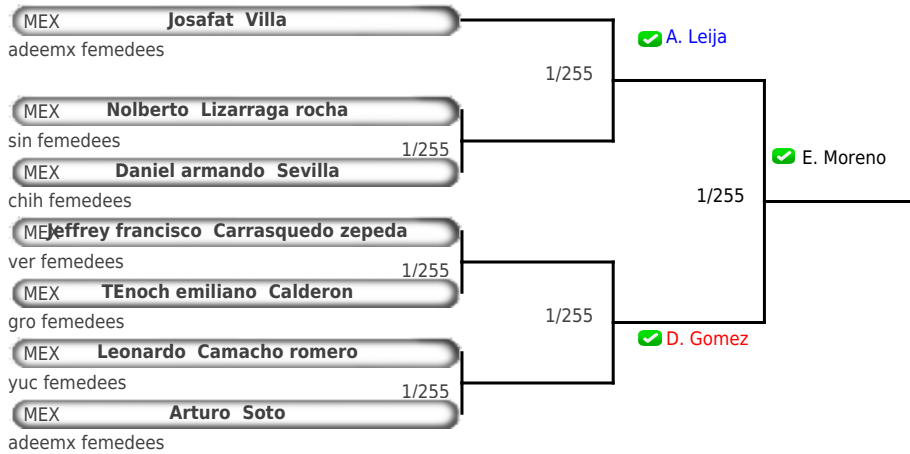 MEX Josafat Villa
adeemx femedees
A. Leija
1/255
MEX Nolberto Lizarraga rocha
sin femedees
1/255
MEX Daniel armando Sevilla
E. Moreno
chih femedees
1/255
MEX Jeffrey francisco Carrasquedo zepeda
ver femedees
1/255
MEX TEnoch emiliano Calderon
gro femedees
1/255
D. Gomez
MEX Leonardo Camacho romero
yuc femedees
1/255
MEX Arturo Soto
adeemx femedees